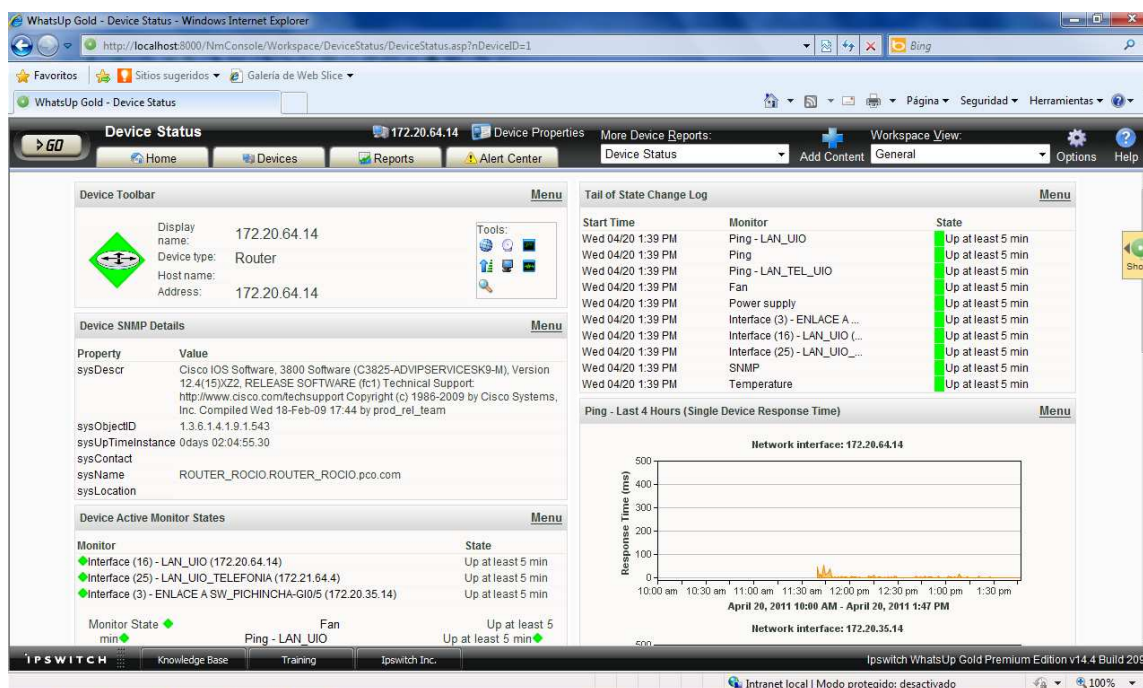 WhatsUp Gold - Device Status - Windows Internet Explorer
http://localhost:8000/NmConsole/Workspace/DeviceStatus/DeviceStatus.asp?nDeviceID=1
Bing
Favoritos Sitios sugeridos Galería de Web Slice
WhatsUp Gold - Device Status
Página Seguridad Herramientas
GO
Device Status
172.20.64.14 Device Properties
More Device Reports:
Device Status
Add Content
Workspace View:
General
Options Help
Home Devices Reports Alert Center
Device Toolbar Menu
Display name: 172.20.64.14
Device type: Router
Host name:
Address: 172.20.64.14
Tools:
Device SNMP Details Menu
Property Value
sysDescr Cisco IOS Software, 3800 Software (C3825-ADVIPSERVICESK9-M), Version
12.4(15)XZ2, RELEASE SOFTWARE (fc1) Technical Support:
http://www.cisco.com/techsupport Copyright (c) 1986-2009 by Cisco Systems,
Inc. Compiled Wed 18-Feb-09 17:44 by prod_rel_team
sysObjectID 1.3.6.1.4.1.9.1.543
sysUpTimeInstance 0days 02:04:55.30
sysContact
sysName ROUTER_ROCIO.ROUTER_ROCIO.pco.com
sysLocation
Device Active Monitor States Menu
Monitor State
Interface (16) - LAN_UIO (172.20.64.14) Up at least 5 min
Interface (25) - LAN_UIO_TELEFONIA (172.21.64.4) Up at least 5 min
Interface (3) - ENLACE A SW_PICHINCHA-GI0/5 (172.20.35.14) Up at least 5 min
Monitor State Fan Up at least 5
min Ping - LAN_UIO Up at least 5 min
Tail of State Change Log Menu
Start Time Monitor State
Wed 04/20 1:39 PM Ping - LAN_UIO Up at least 5 min
Wed 04/20 1:39 PM Ping Up at least 5 min
Wed 04/20 1:39 PM Ping - LAN_TEL_UIO Up at least 5 min
Wed 04/20 1:39 PM Fan Up at least 5 min
Wed 04/20 1:39 PM Power supply Up at least 5 min
Wed 04/20 1:39 PM Interface (3) - ENLACE A ... Up at least 5 min
Wed 04/20 1:39 PM Interface (16) - LAN_UIO (... Up at least 5 min
Wed 04/20 1:39 PM Interface (25) - LAN_UIO_... Up at least 5 min
Wed 04/20 1:39 PM SNMP Up at least 5 min
Wed 04/20 1:39 PM Temperature Up at least 5 min
Ping - Last 4 Hours (Single Device Response Time) Menu
Network interface: 172.20.64.14
Response Time (ms)
500
400
300
200
100
0
10:00 am 10:30 am 11:00 am 11:30 am 12:00 pm 12:30 pm 1:00 pm 1:30 pm
April 20, 2011 10:00 AM - April 20, 2011 1:47 PM
Network interface: 172.20.35.14
500
Sho
IPSWITCH Knowledge Base Training Ipswitch Inc.
Ipswitch WhatsUp Gold Premium Edition v14.4 Build 209
Intranet local | Modo protegido: desactivado 100%